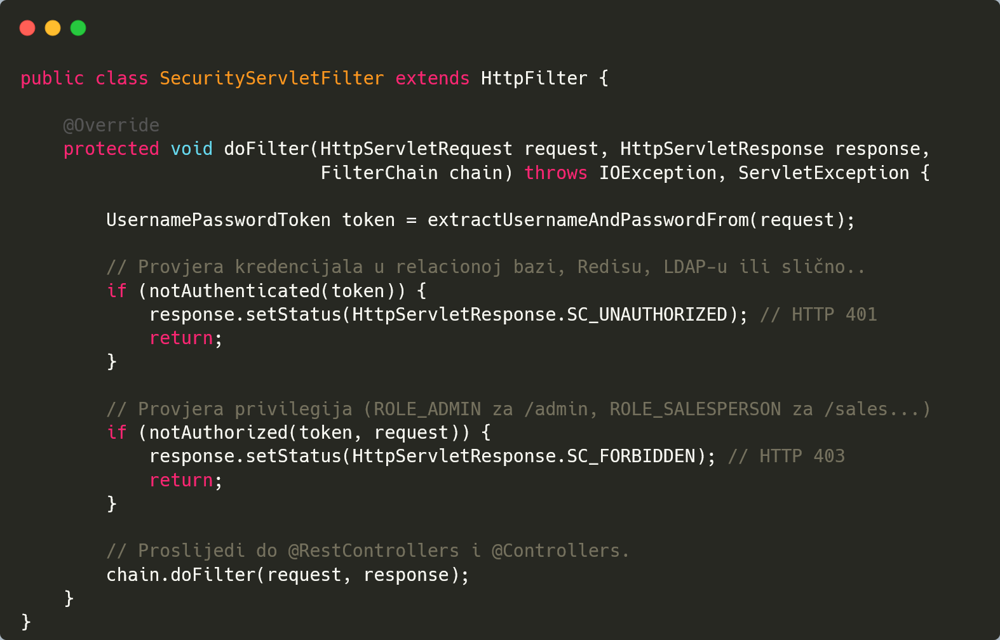 public class SecurityServletFilter extends HttpFilter {
@Override
protected void doFilter(HttpServletRequest request, HttpServletResponse response,
FilterChain chain) throws IOException, ServletException {
UsernamePasswordToken token = extractUsernameAndPasswordFrom(request);
// Provjera kredencijala u relacionoj bazi, Redisu, LDAP-u ili slično..
if (notAuthenticated(token)) {
response.setStatus(HttpServletResponse.SC_UNAUTHORIZED); // HTTP 401
return;
}
// Provjera privilegija (ROLE_ADMIN za /admin, ROLE_SALESPERSON za /sales...)
if (notAuthorized(token, request)) {
response.setStatus(HttpServletResponse.SC_FORBIDDEN); // HTTP 403
return;
}
// Proslijedi do @RestControllers i @Controllers.
chain.doFilter(request, response);
}
}